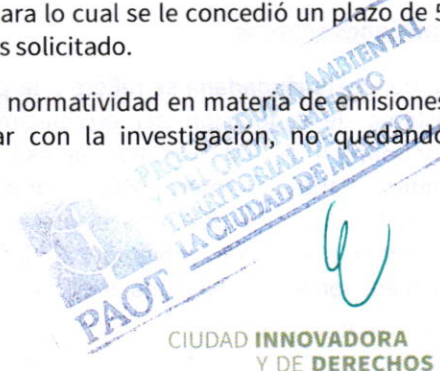 ara lo cual se le concedió un plazo de 5
s solicitado.
normatividad en materia de emisiones
ar con la investigación, no quedando
PROCURADURÍA AMBIENTAL
Y DEL ORDENAMIENTO
TERRITORIAL DE
LA CIUDAD DE MÉXICO
PAOT
CIUDAD INNOVADORA
Y DE DERECHOS